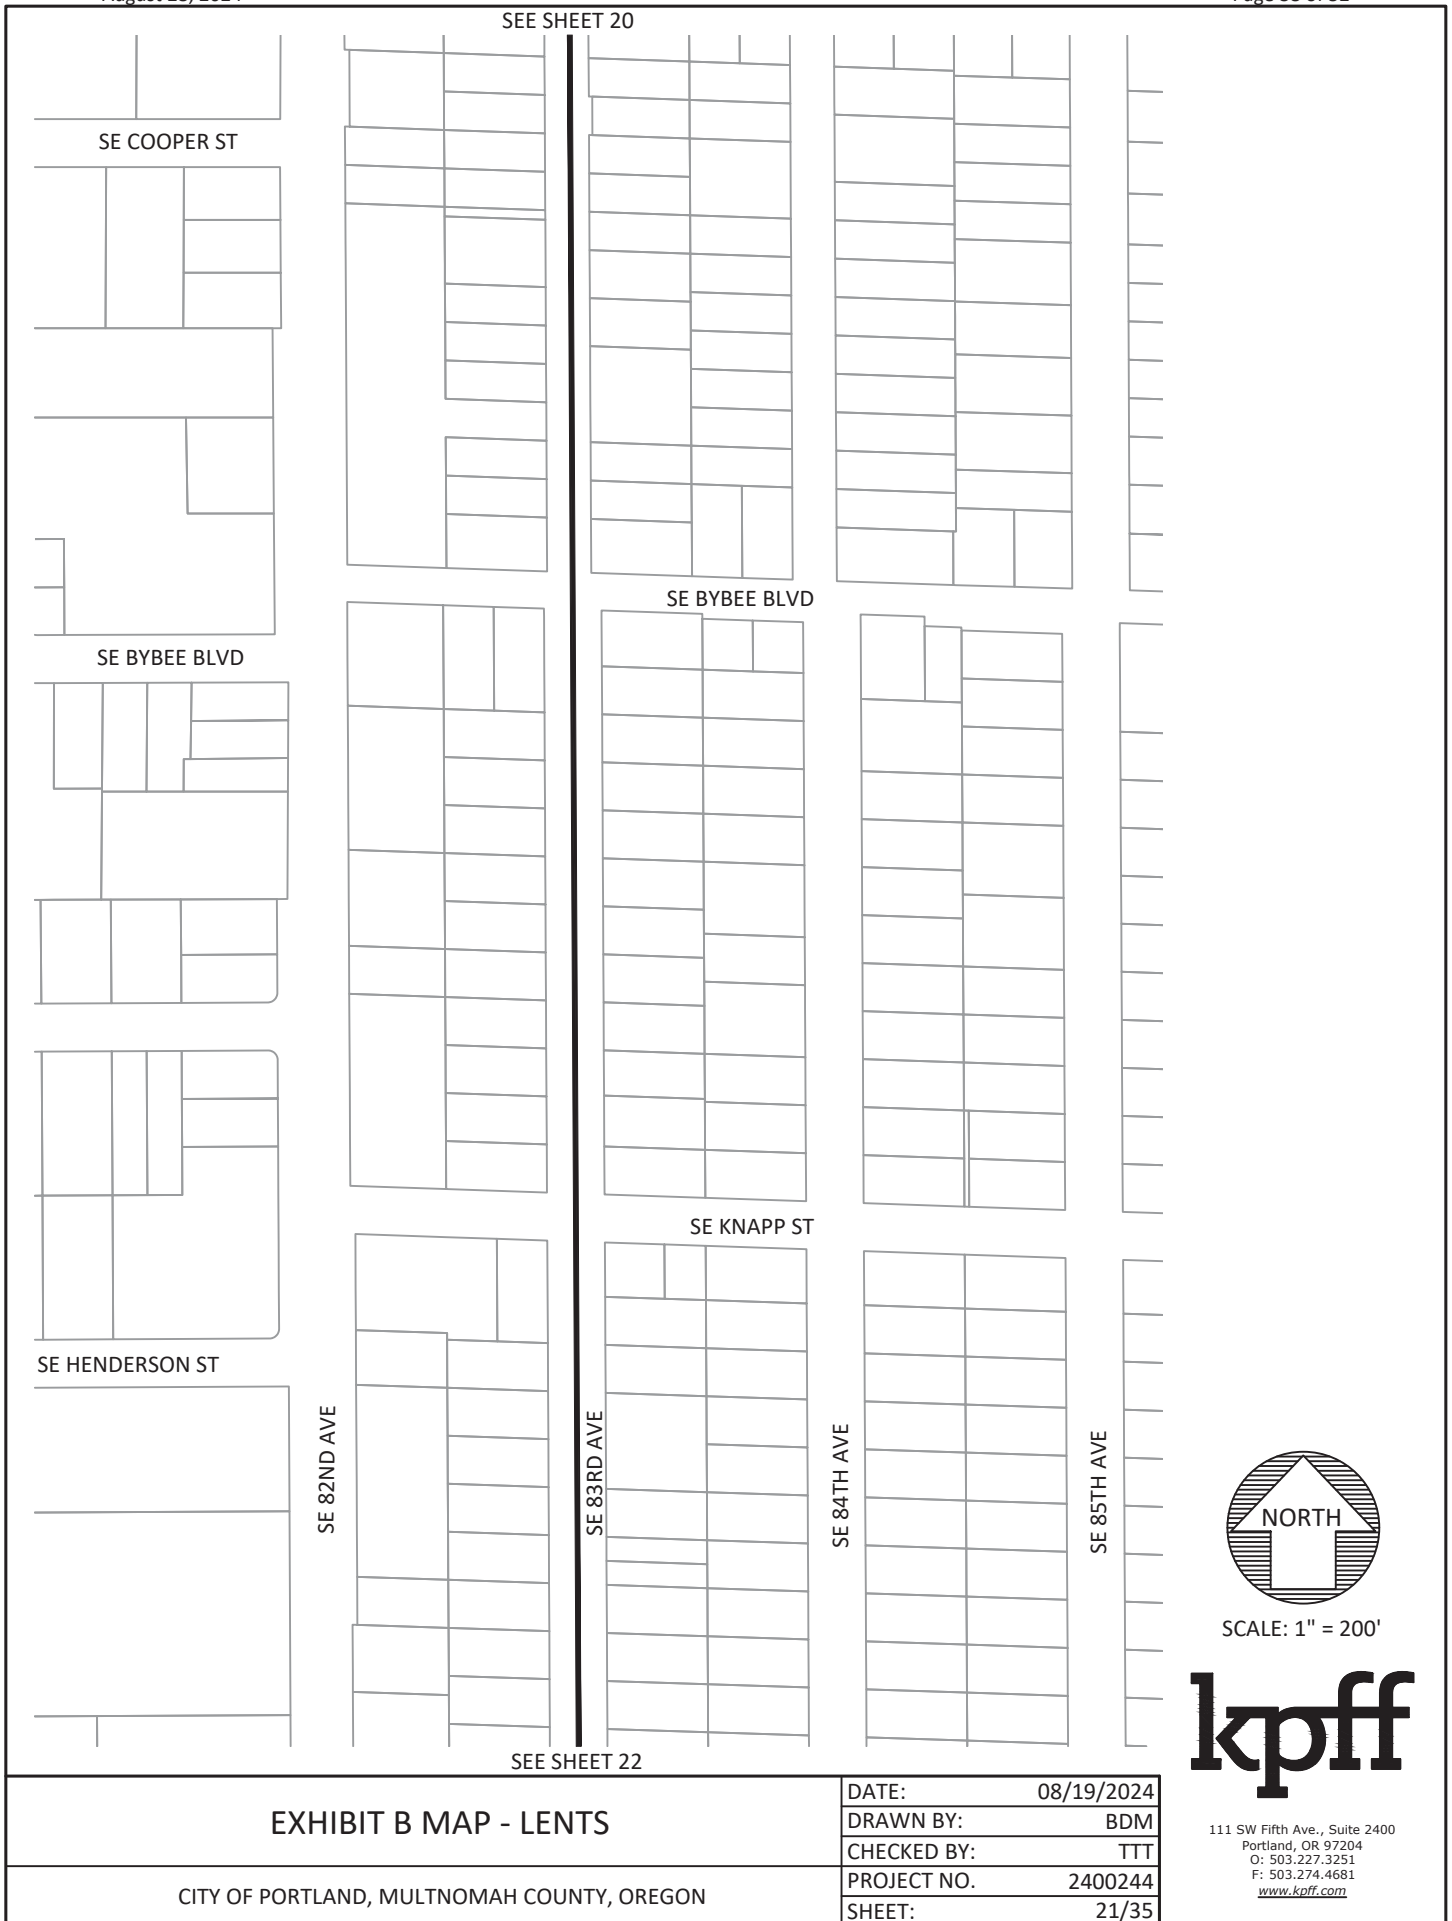 SEE SHEET 20
SE COOPER ST
SE BYBEE BLVD
SE BYBEE BLVD
SE KNAPP ST
SE HENDERSON ST
SE 82ND AVE
SE 83RD AVE
SE 84TH AVE
SE 85TH AVE
NORTH
SCALE: 1" = 200'
kpff
SEE SHEET 22
EXHIBIT B MAP - LENTS
CITY OF PORTLAND, MULTNOMAH COUNTY, OREGON
DATE: 08/19/2024
DRAWN BY: BDM
CHECKED BY: TTT
PROJECT NO. 2400244
SHEET: 21/35
111 SW Fifth Ave., Suite 2400
Portland, OR 97204
O: 503.227.3251
F: 503.274.4681
www.kpff.com